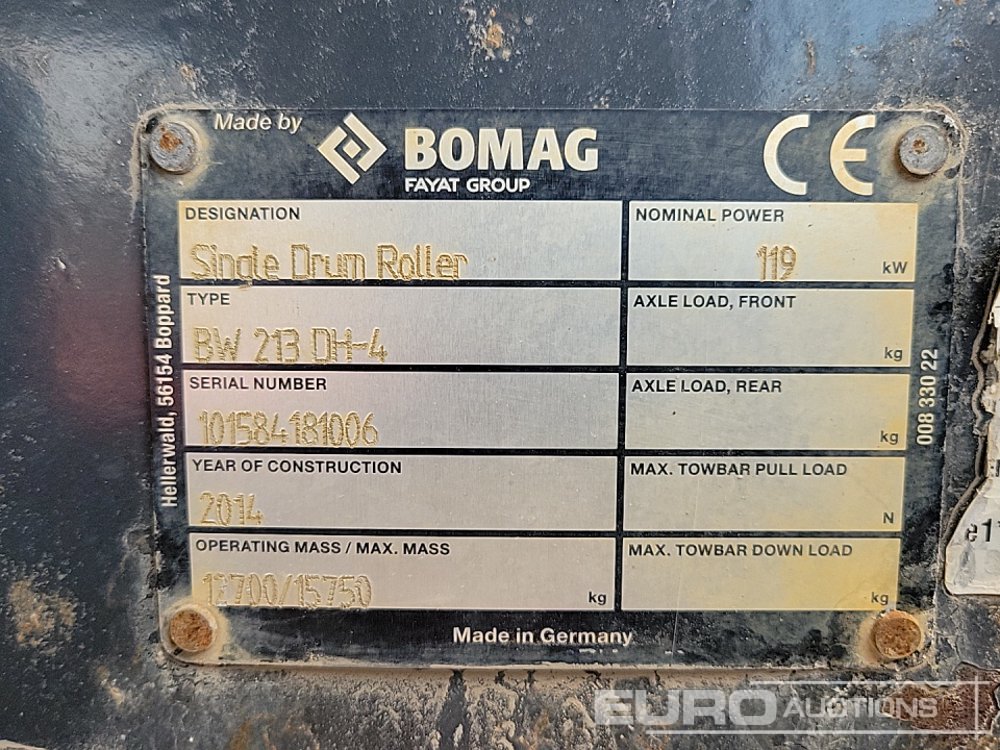 Made by
BOMAG
FAYAT GROUP
CE
DESIGNATION
Single Drum Roller
NOMINAL POWER
119 kW
TYPE
BW 213 DH-4
AXLE LOAD, FRONT
kg
SERIAL NUMBER
101584181006
AXLE LOAD, REAR
kg
YEAR OF CONSTRUCTION
2014
MAX. TOWBAR PULL LOAD
N
OPERATING MASS / MAX. MASS
kg
MAX. TOWBAR DOWN LOAD
kg
Made in Germany
Hellerwald, 56154 Boppard
008 330 22
e1
EURO AUCTIONS